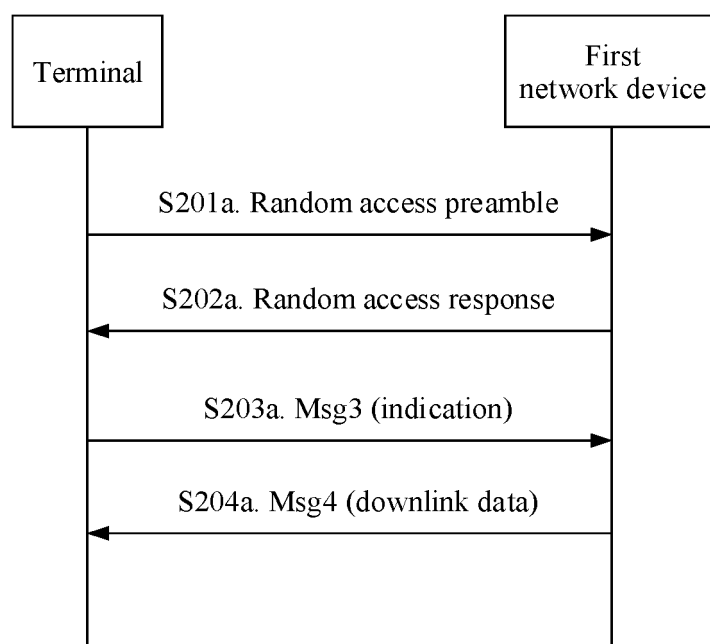 Terminal
First
network device
S201a. Random access preamble
S202a. Random access response
S203a. Msg3 (indication)
S204a. Msg4 (downlink data)